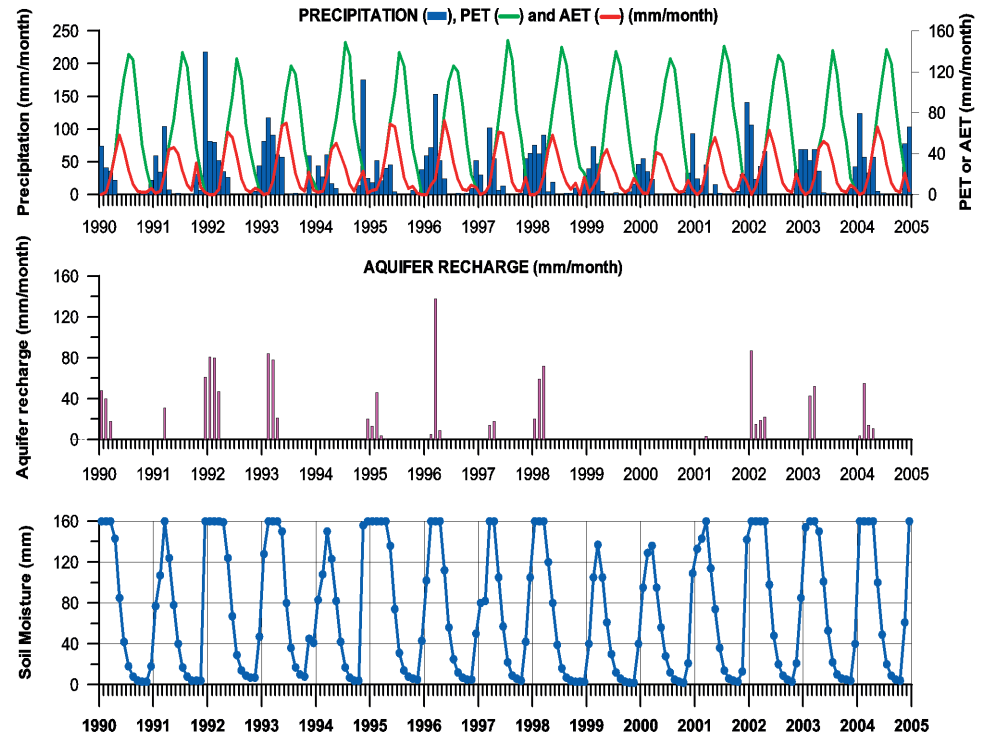 PRECIPITATION ( ), PET ( ) and AET ( ) (mm/month)
Precipitation (mm/month)
250
200
150
100
50
0
160
120
80
40
0
PET or AET (mm/month)
1990 1991 1992 1993 1994 1995 1996 1997 1998 1999 2000 2001 2002 2003 2004 2005
AQUIFER RECHARGE (mm/month)
Aquifer recharge (mm/month)
160
120
80
40
0
1990 1991 1992 1993 1994 1995 1996 1997 1998 1999 2000 2001 2002 2003 2004 2005
Soil Moisture (mm)
160
120
80
40
0
1990 1991 1992 1993 1994 1995 1996 1997 1998 1999 2000 2001 2002 2003 2004 2005